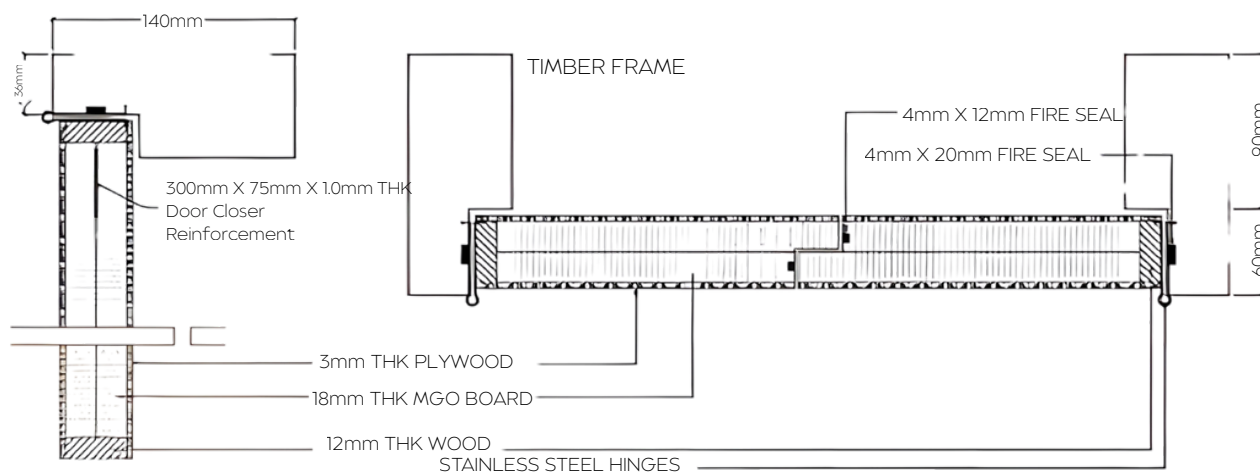 140mm
36mm
TIMBER FRAME
4mm X 12mm FIRE SEAL
4mm X 20mm FIRE SEAL
90mm
60mm
300mm X 75mm X 1.0mm THK
Door Closer
Reinforcement
3mm THK PLYWOOD
18mm THK MGO BOARD
12mm THK WOOD
STAINLESS STEEL HINGES